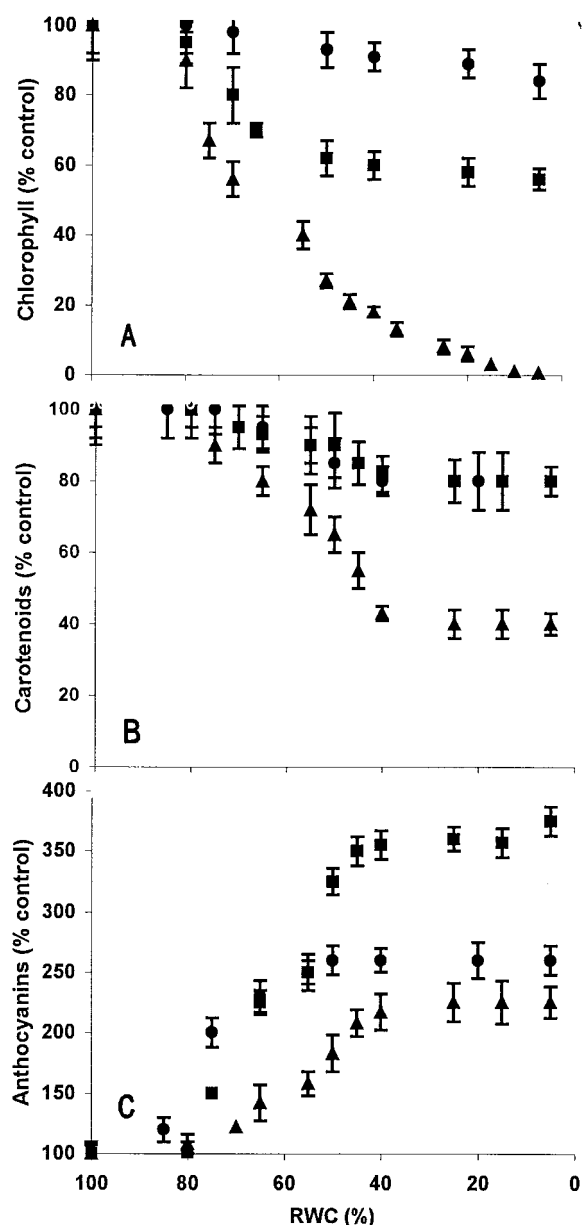 100
80
60
40
20
0
Chlorophyll (% control)
A
100
80
60
40
20
0
Carotenoids (% control)
B
400
350
300
250
200
150
100
Anthocyanins (% control)
C
100 80 60 40 20 0
RWC (%)